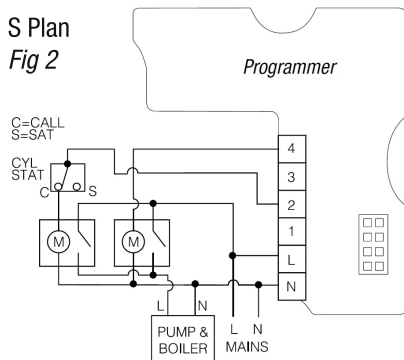 S Plan
Fig 2
Programmer
C=CALL
S=SAT
CYL
STAT
C
S
4
3
2
1
L
N
M
M
L
N
PUMP &
BOILER
L
N
MAINS